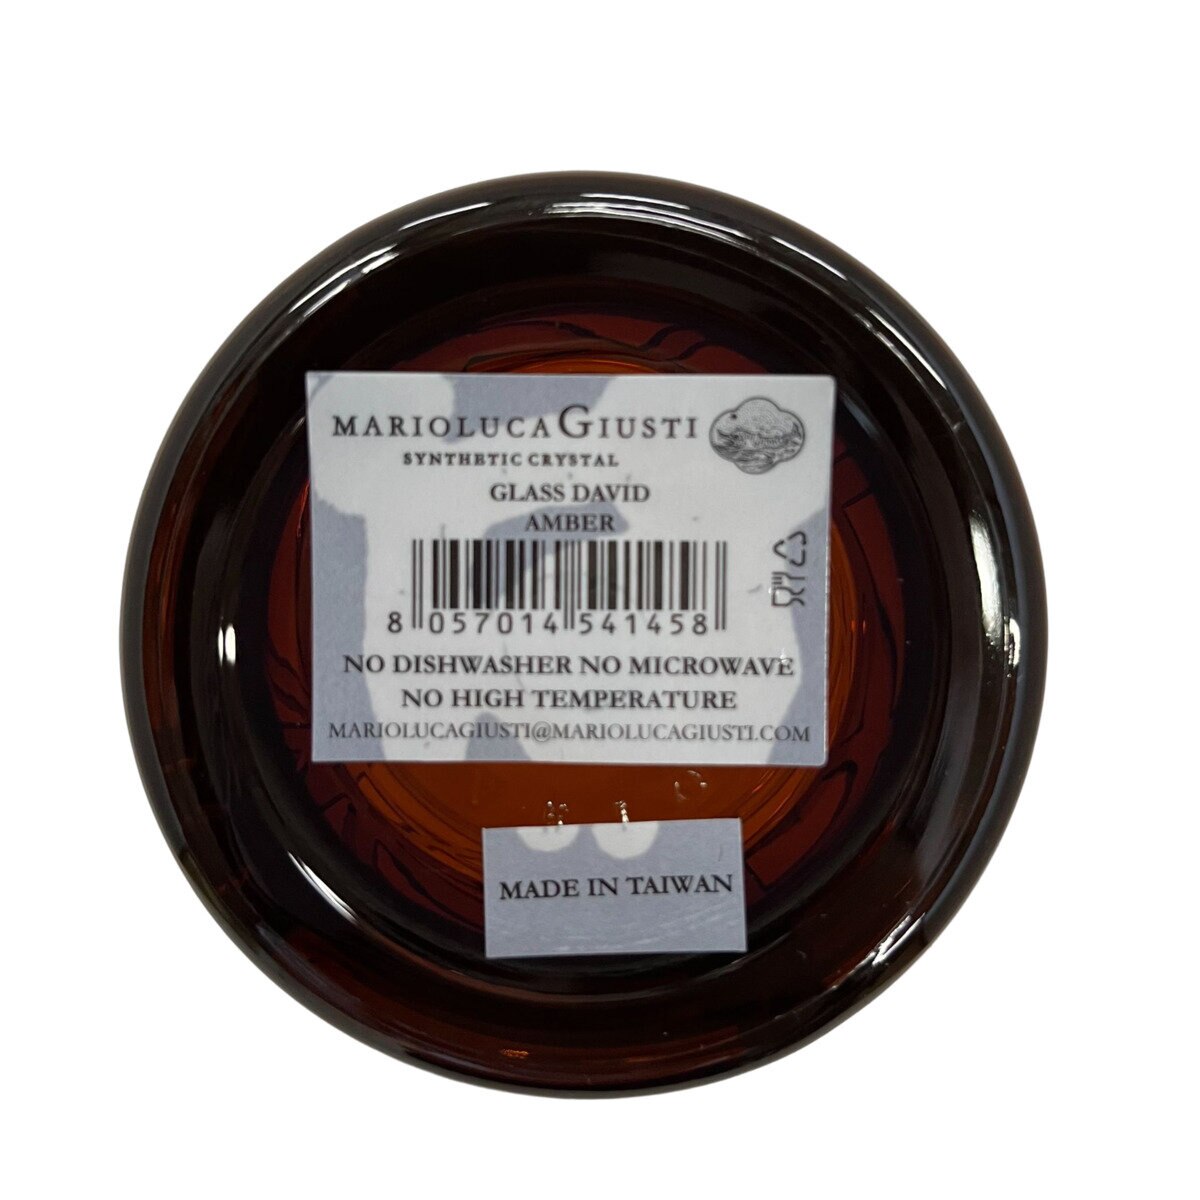 MARIOLUCAGIUSTI
SYNTHETIC CRYSTAL
GLASS DAVID
AMBER
8 057014 541458
NO DISHWASHER NO MICROWAVE
NO HIGH TEMPERATURE
MARIOLUCAGIUSTI@MARIOLUCAGIUSTI.COM
MADE IN TAIWAN